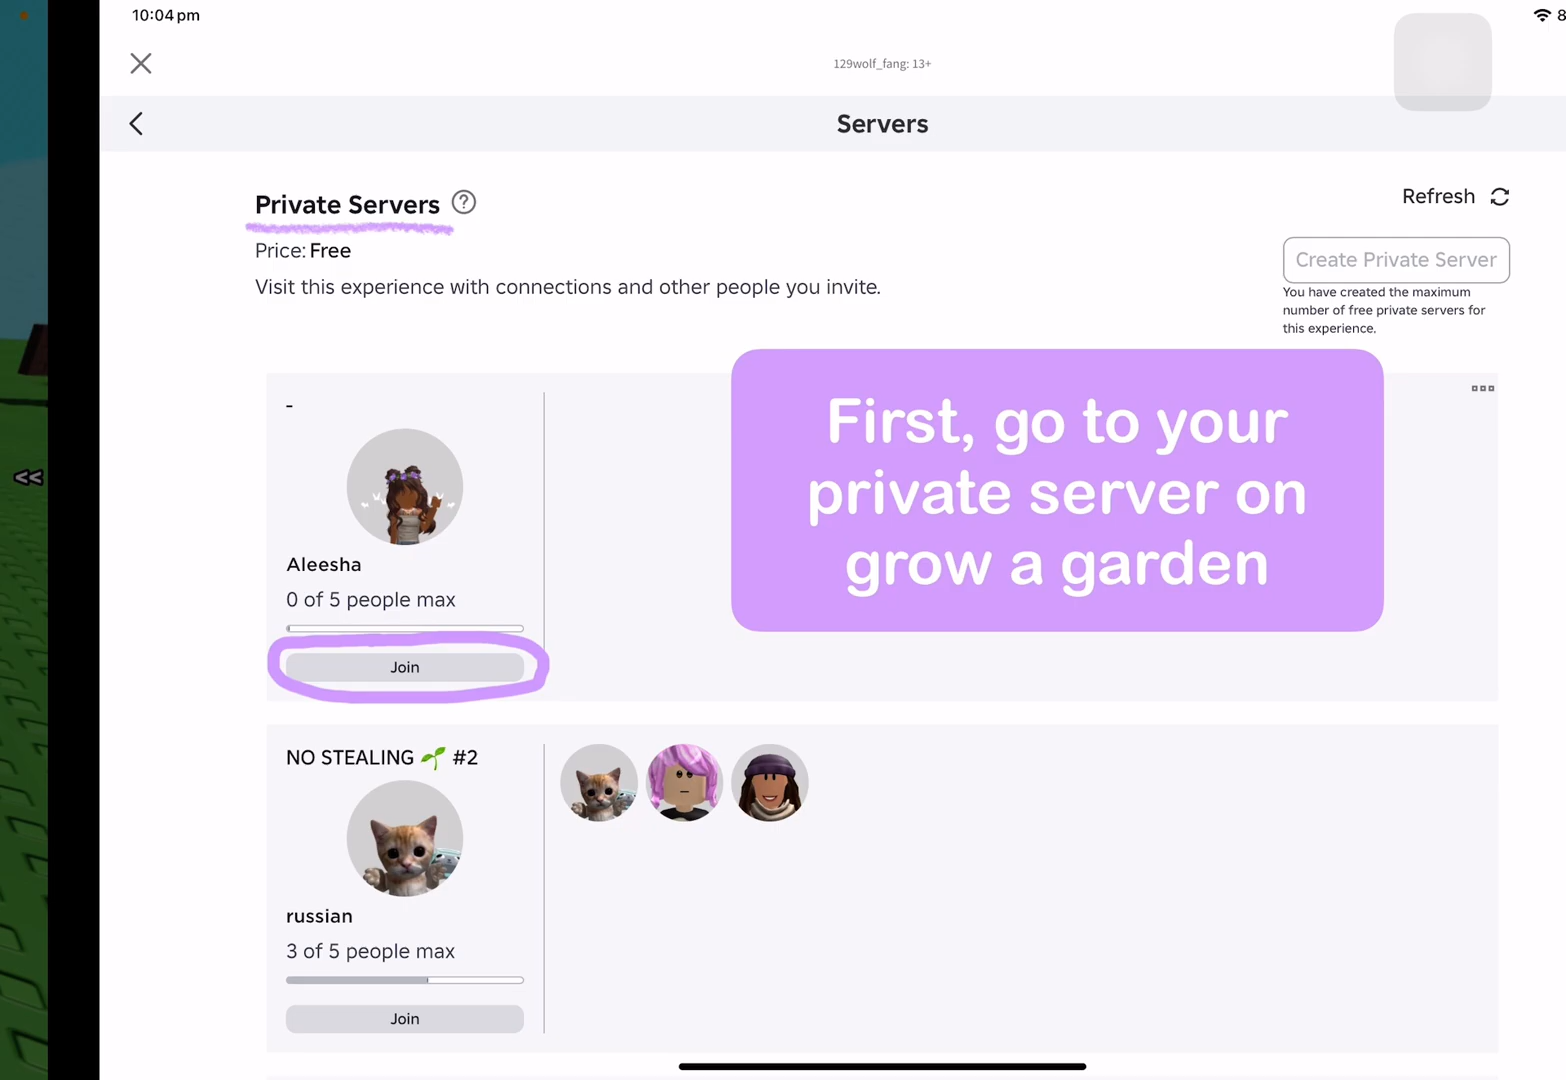 10:04 pm
8
129wolf_fang: 13+
Servers
Private Servers
Refresh
Price: Free
Create Private Server
Visit this experience with connections and other people you invite.
You have created the maximum
number of free private servers for
this experience.
-
First, go to your
private server on
grow a garden
<<
Aleesha
0 of 5 people max
Join
NO STEALING 🌱 #2
russian
3 of 5 people max
Join